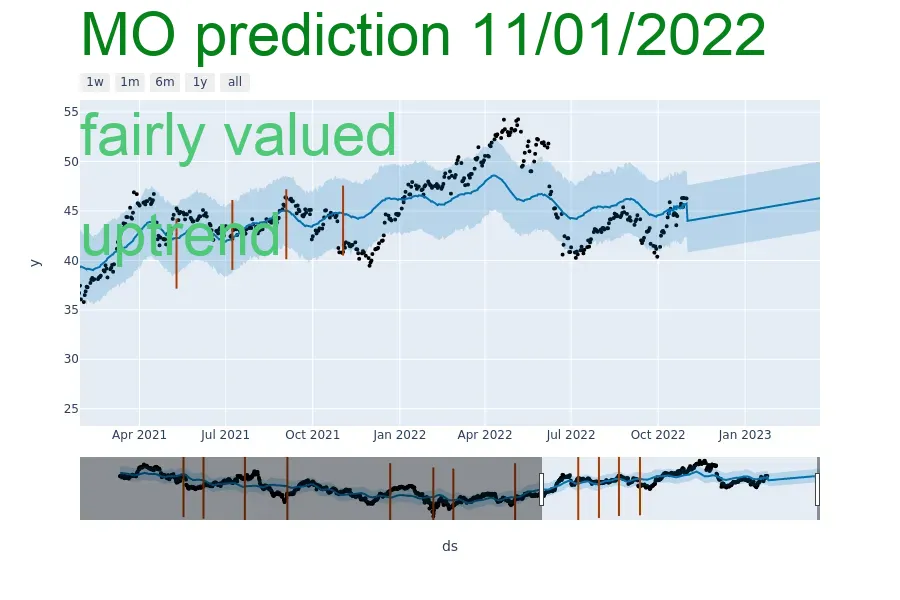 MO prediction 11/01/2022
1w 1m 6m 1y all
fairly valued
uptrend
55
50
45
40
35
30
25
y
Apr 2021 Jul 2021 Oct 2021 Jan 2022 Apr 2022 Jul 2022 Oct 2022 Jan 2023
ds